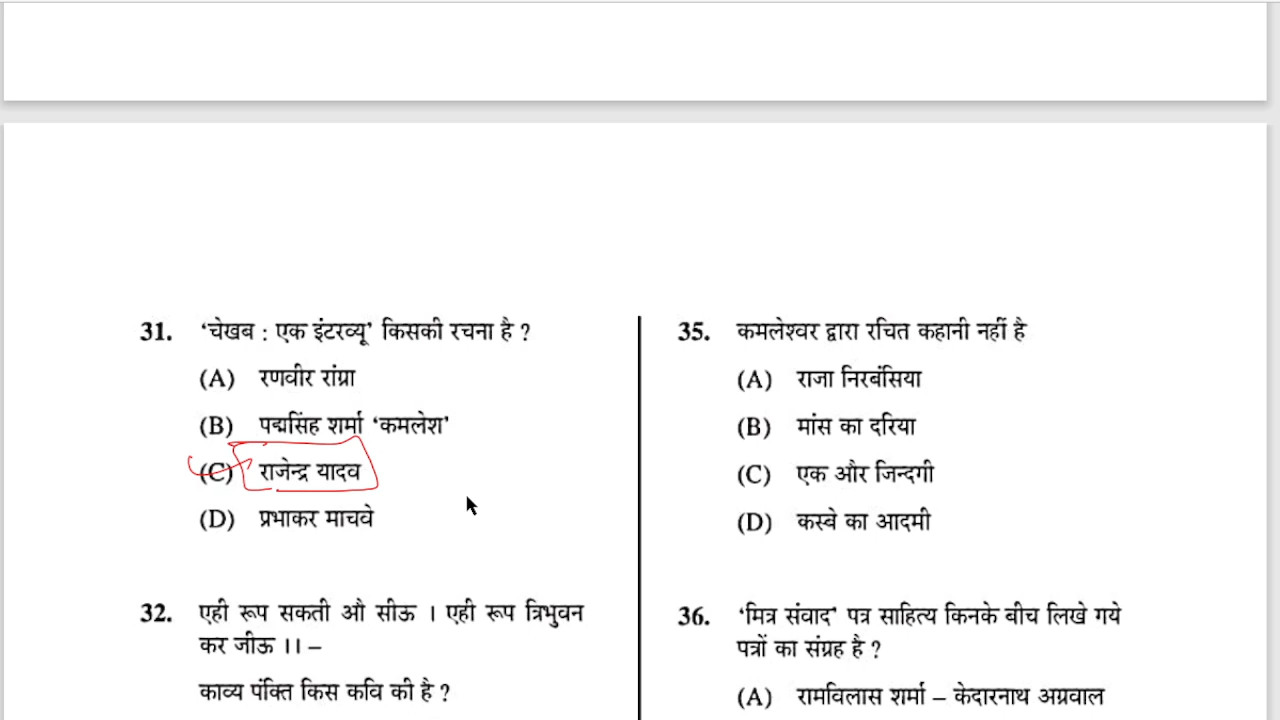 31. ‘चेखब : एक इंटरव्यू’ किसकी रचना है ?
(A) रणवीर रांग्रा
(B) पद्मसिंह शर्मा ‘कमलेश’
(C) राजेन्द्र यादव
(D) प्रभाकर माचवे
32. एही रूप सकती औ सीऊ । एही रूप त्रिभुवन
कर जीऊ ।। –
काव्य पंक्ति किस कवि की है ?
35. कमलेश्वर द्वारा रचित कहानी नहीं है
(A) राजा निरबंसिया
(B) मांस का दरिया
(C) एक और जिन्दगी
(D) कस्बे का आदमी
36. ‘मित्र संवाद’ पत्र साहित्य किनके बीच लिखे गये
पत्रों का संग्रह है ?
(A) रामविलास शर्मा – केदारनाथ अग्रवाल